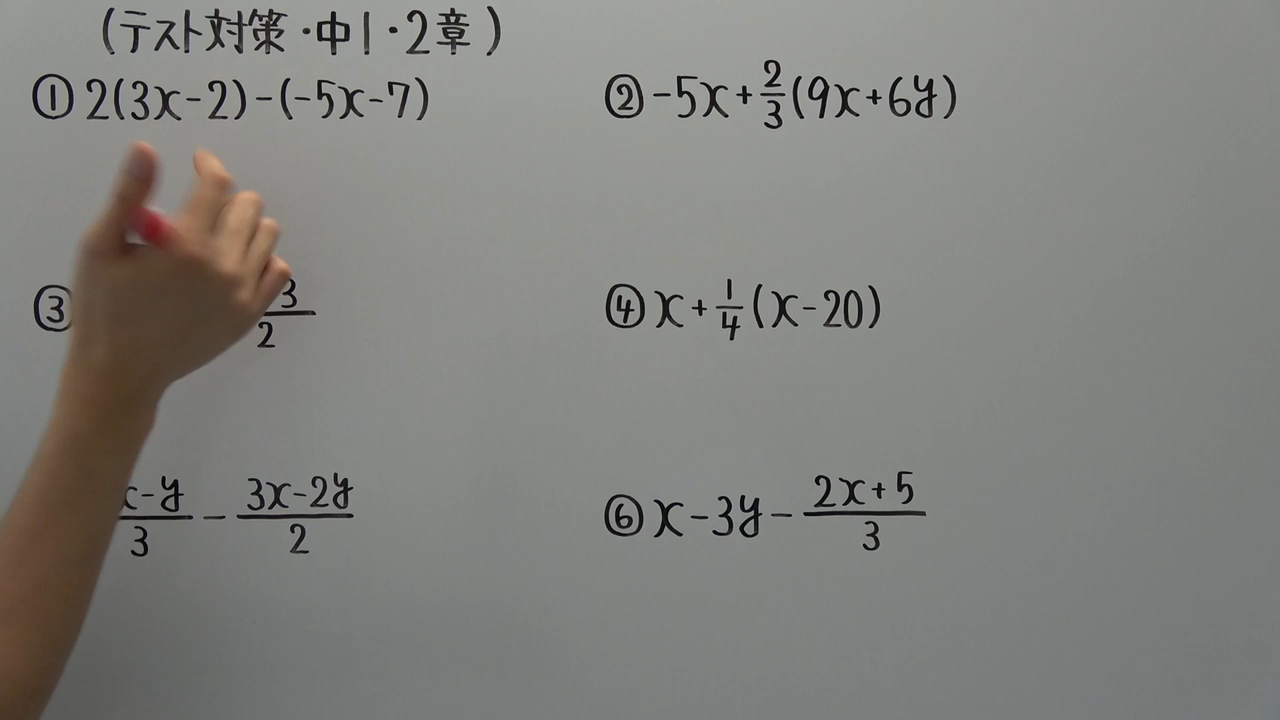 (テスト対策・中1・2章)
① 2(3x-2)-(-5x-7)
② -5x+2/3(9x+6y)
③ 3/2
④ x+1/4(x-20)
x-y/3 - 3x-2y/2
⑥ x-3y- 2x+5/3